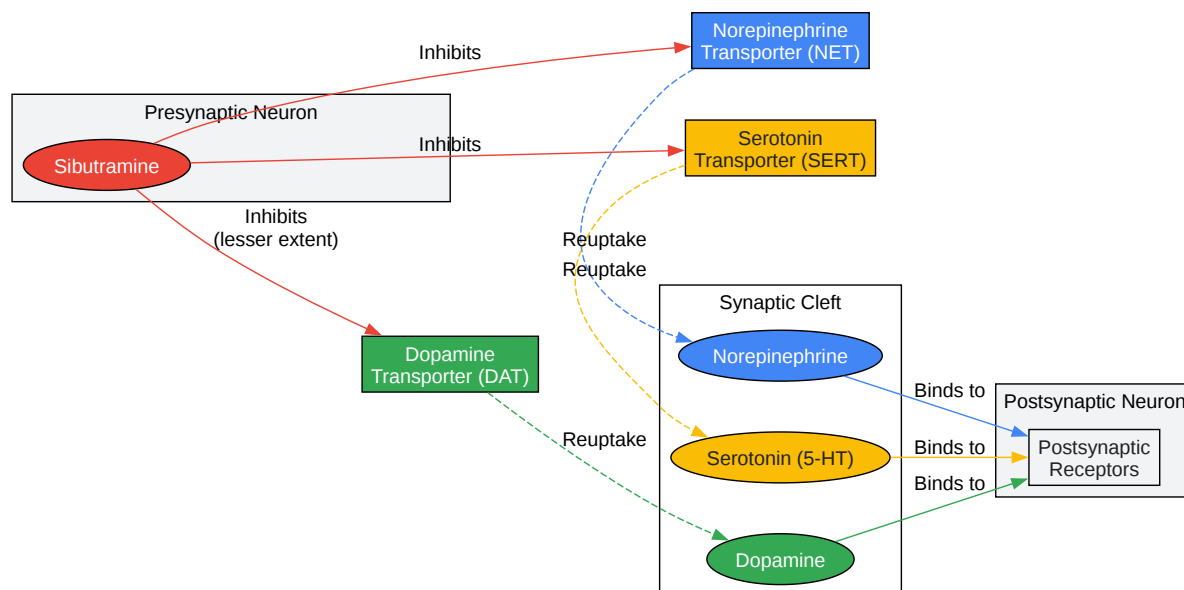 Norepinephrine
Transporter (NET)
Inhibits
Presynaptic Neuron
Sibutramine
Inhibits
Serotonin
Transporter (SERT)
Inhibits
(lesser extent)
Reuptake
Reuptake
Synaptic Cleft
Dopamine
Transporter (DAT)
Norepinephrine
Binds to
Postsynaptic Neuron
Reuptake
Serotonin (5-HT)
Binds to
Postsynaptic
Receptors
Binds to
Dopamine